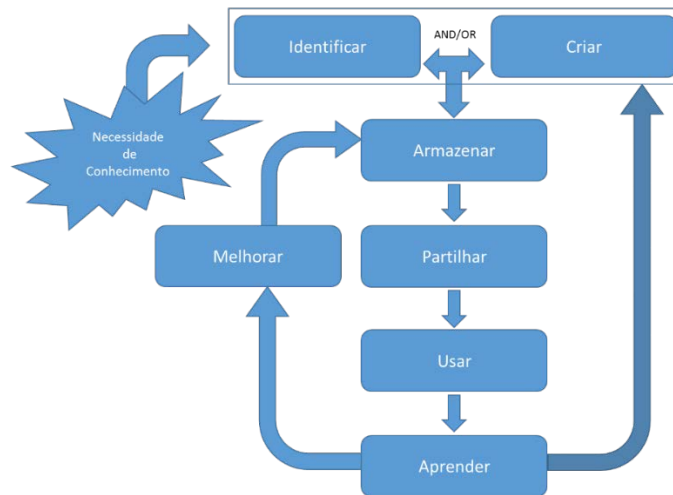 Identificar
AND/OR
Criar
Necessidade
de
Conhecimento
Armazenar
Melhorar
Partilhar
Usar
Aprender